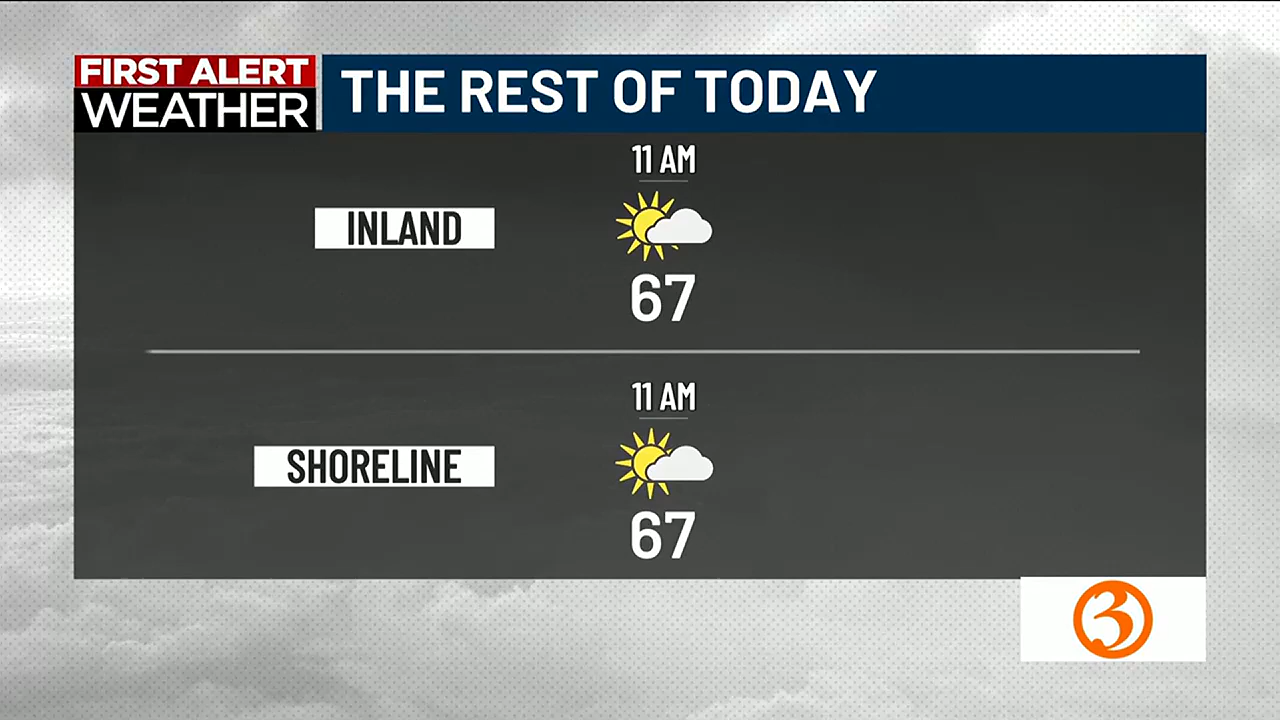 FIRST ALERT
WEATHER
THE REST OF TODAY
11 AM
INLAND
67
11 AM
SHORELINE
67
3